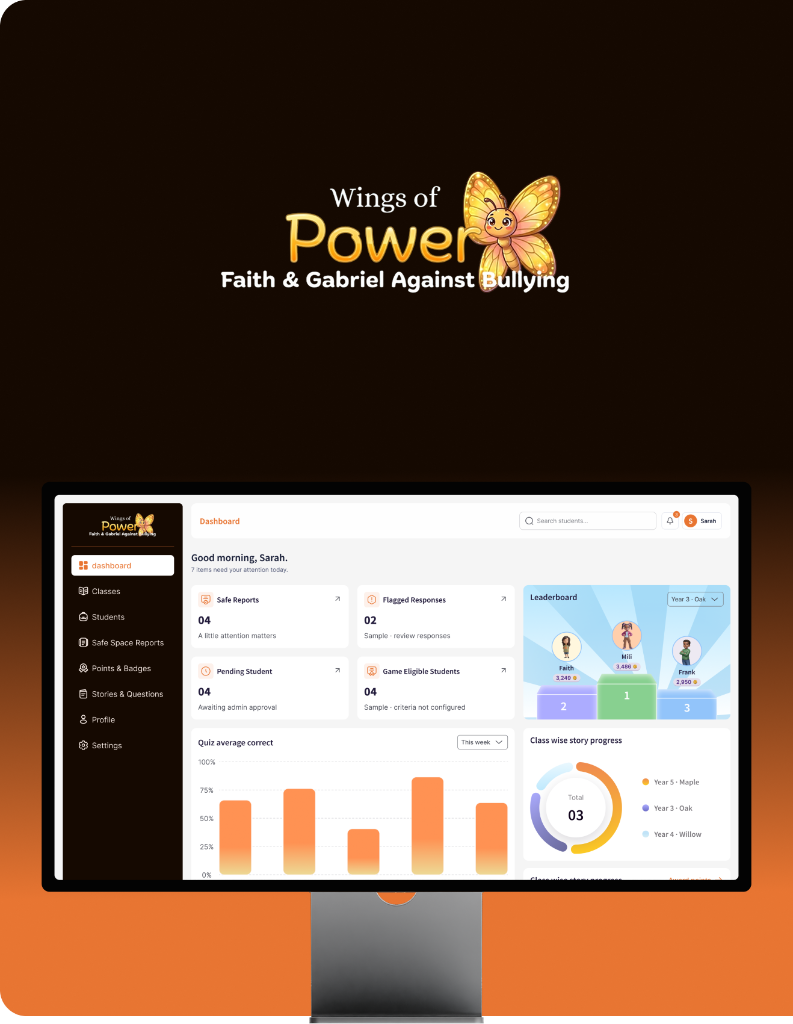 Wings of
Power
Faith & Gabriel Against Bullying
Wings of
Power
Faith & Gabriel Against Bullying
dashboard
Classes
Students
Safe Space Reports
Points & Badges
Stories & Questions
Profile
Settings
Dashboard
Search students...
S Sarah
Good morning, Sarah.
7 items need your attention today.
Safe Reports
04
A little attention matters
Flagged Responses
02
Sample - review responses
Pending Student
04
Awaiting admin approval
Game Eligible Students
04
Sample - criteria not configured
Leaderboard
Year 3 - Oak
Mili
3,486
Faith
3,240
Frank
2,950
2
1
3
Quiz average correct
This week
100%
75%
50%
25%
0%
Class wise story progress
Total
03
Year 5 - Maple
Year 3 - Oak
Year 4 - Willow
Class wise story progress